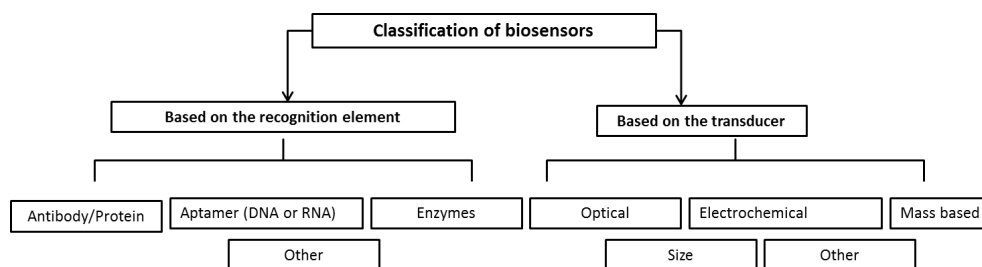 Classification of biosensors
Based on the recognition element
Based on the transducer
Antibody/Protein
Aptamer (DNA or RNA)
Enzymes
Optical
Electrochemical
Mass based
Other
Size
Other